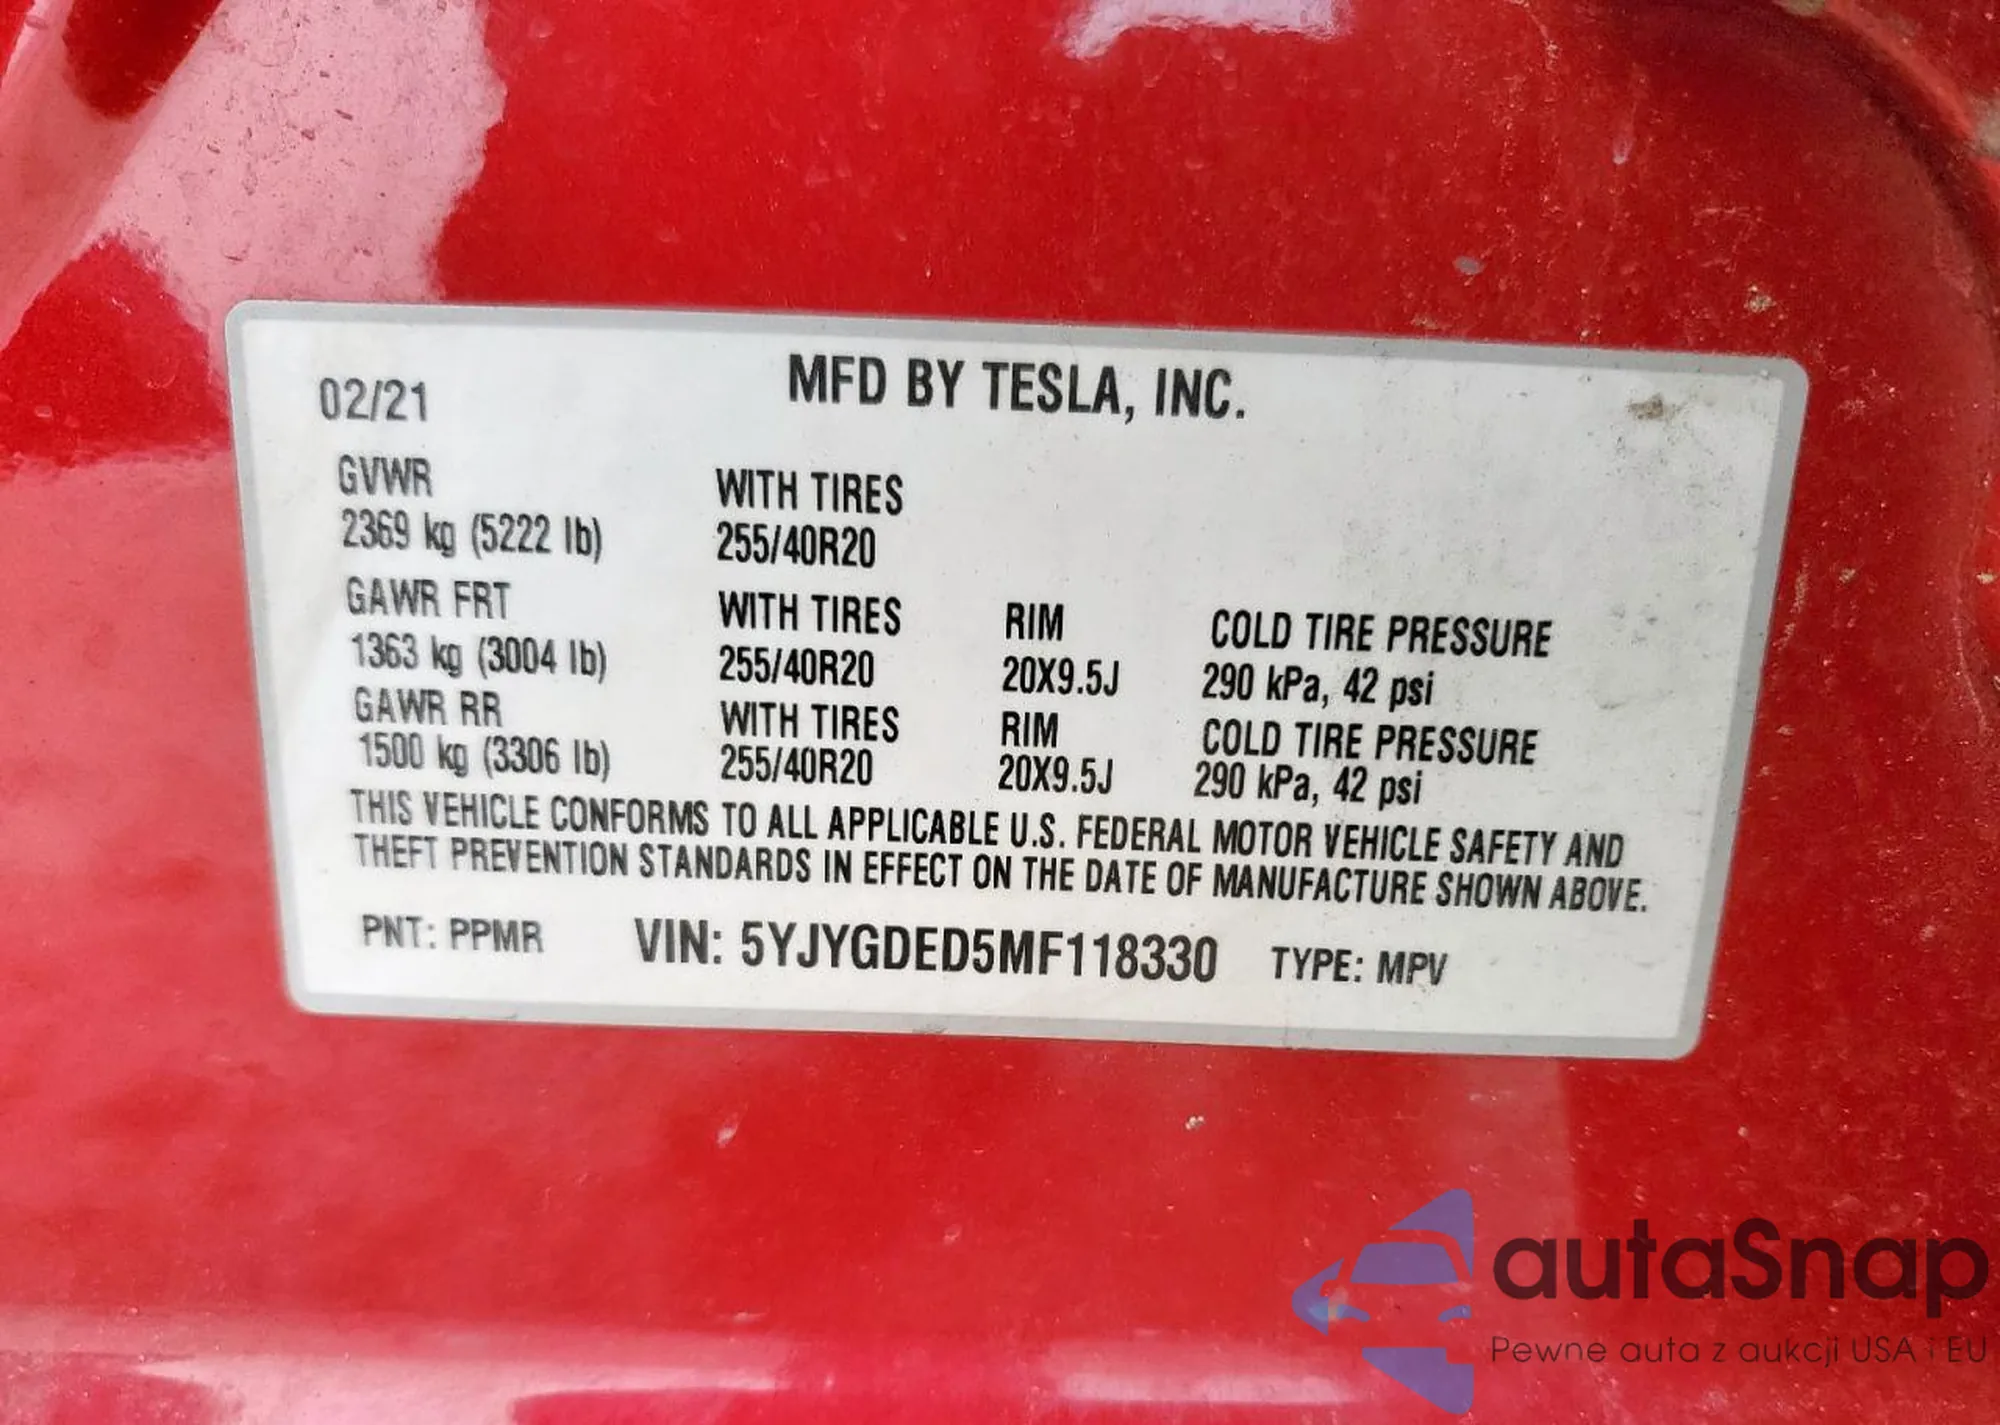 02/21 MFD BY TESLA, INC.
GVWR WITH TIRES
2369 kg (5222 lb) 255/40R20
GAWR FRT WITH TIRES RIM COLD TIRE PRESSURE
1363 kg (3004 lb) 255/40R20 20X9.5J 290 kPa, 42 psi
GAWR RR WITH TIRES RIM COLD TIRE PRESSURE
1500 kg (3306 lb) 255/40R20 20X9.5J 290 kPa, 42 psi
THIS VEHICLE CONFORMS TO ALL APPLICABLE U.S. FEDERAL MOTOR VEHICLE SAFETY AND
THEFT PREVENTION STANDARDS IN EFFECT ON THE DATE OF MANUFACTURE SHOWN ABOVE.
PNT: PPMR VIN: 5YJYGDED5MF118330 TYPE: MPV
autaSnap
Pewne auta z aukcji USA i EU